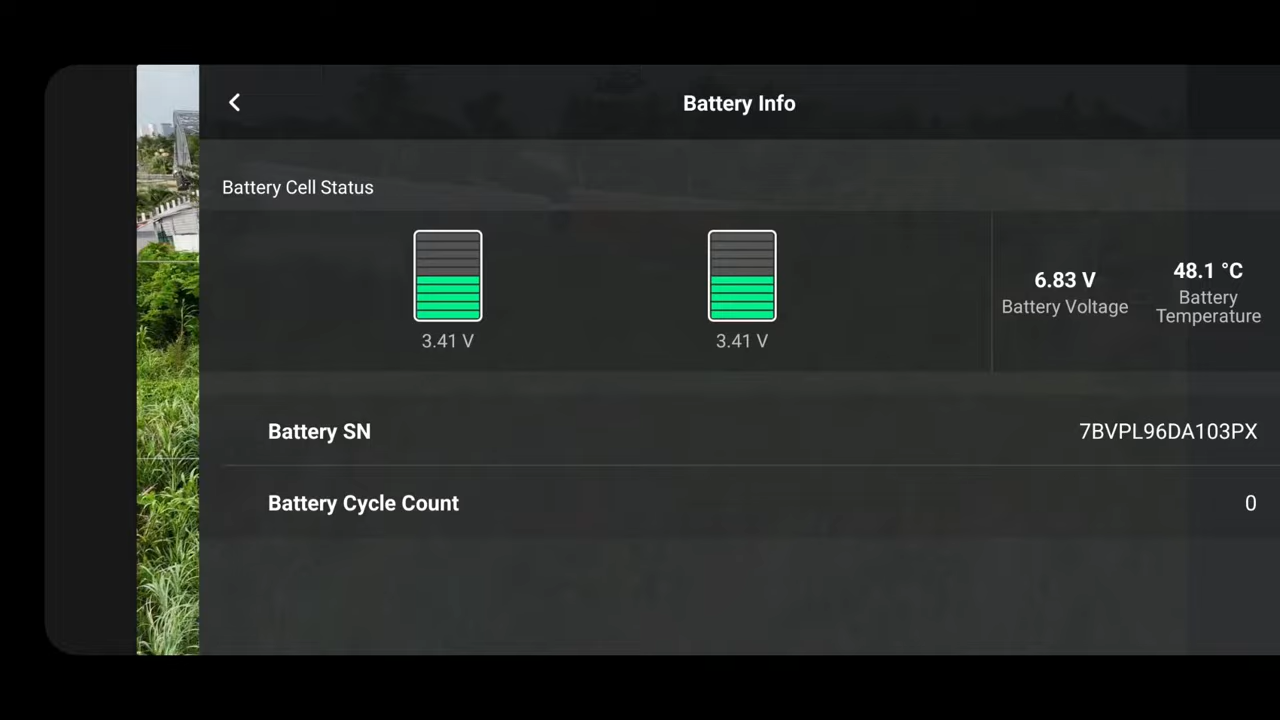 Battery Info
Battery Cell Status
3.41 V
3.41 V
6.83 V
Battery Voltage
48.1 °C
Battery
Temperature
Battery SN
7BVPL96DA103PX
Battery Cycle Count
0